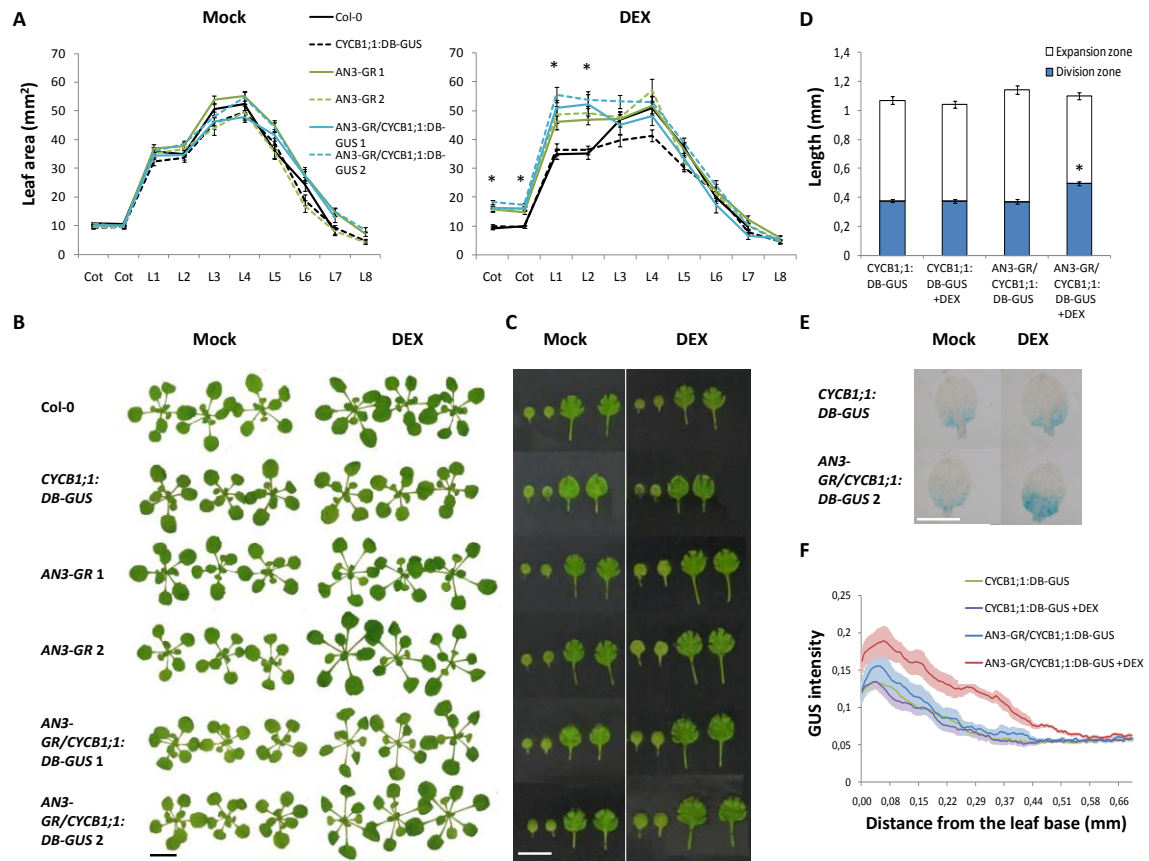 A
Mock
DEX
Col-0
CYCB1;1:DB-GUS
AN3-GR 1
AN3-GR 2
AN3-GR/CYCB1;1:DB-
GUS 1
AN3-GR/CYCB1;1:DB-
GUS 2
Leaf area (mm²)
70
60
50
40
30
20
10
0
Cot Cot L1 L2 L3 L4 L5 L6 L7 L8
70
60
50
40
30
20
10
0
* * * *
Cot Cot L1 L2 L3 L4 L5 L6 L7 L8
D
Expansion zone
Division zone
Length (mm)
1,4
1,2
1
0,8
0,6
0,4
0,2
0
*
CYCB1;1:
DB-GUS
CYCB1;1:
DB-GUS
+DEX
AN3-GR/
CYCB1;1:
DB-GUS
AN3-GR/
CYCB1;1:
DB-GUS
+DEX
B
Mock DEX
Col-0
CYCB1;1:
DB-GUS
AN3-GR 1
AN3-GR 2
AN3-
GR/CYCB1;1:
DB-GUS 1
AN3-
GR/CYCB1;1:
DB-GUS 2
C
Mock DEX
E
Mock DEX
CYCB1;1:
DB-GUS
AN3-
GR/CYCB1;1:
DB-GUS 2
F
CYCB1;1:DB-GUS
CYCB1;1:DB-GUS +DEX
AN3-GR/CYCB1;1:DB-GUS
AN3-GR/CYCB1;1:DB-GUS +DEX
GUS intensity
0,25
0,2
0,15
0,1
0,05
0
0,00 0,08 0,15 0,22 0,29 0,37 0,44 0,51 0,59 0,66
Distance from the leaf base (mm)